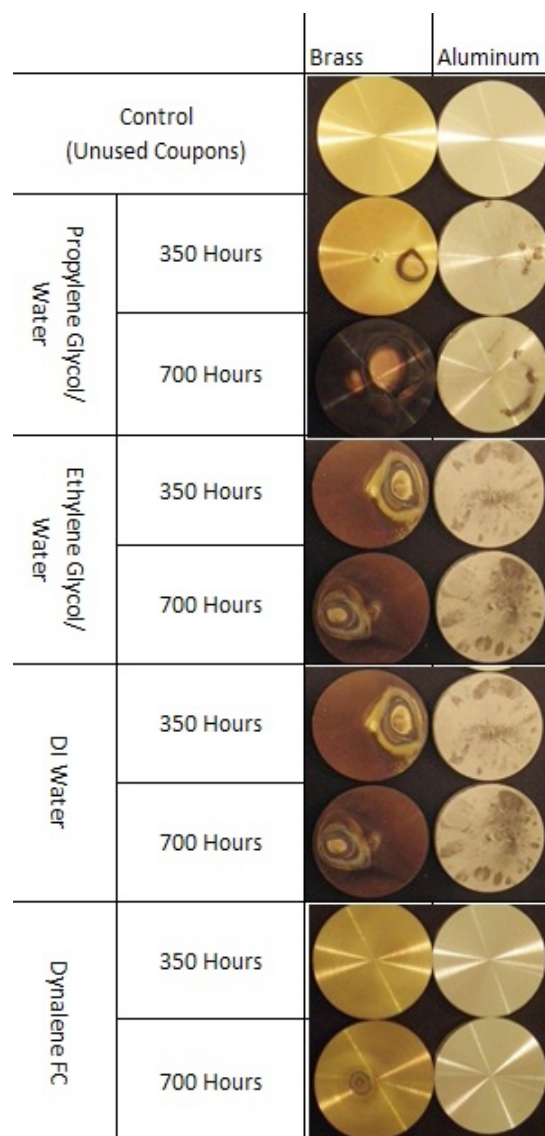 Brass Aluminum
Control
(Unused Coupons)
Propylene Glycol/
Water
350 Hours
700 Hours
Ethylene Glycol/
Water
350 Hours
700 Hours
DI Water
350 Hours
700 Hours
Dynalene FC
350 Hours
700 Hours